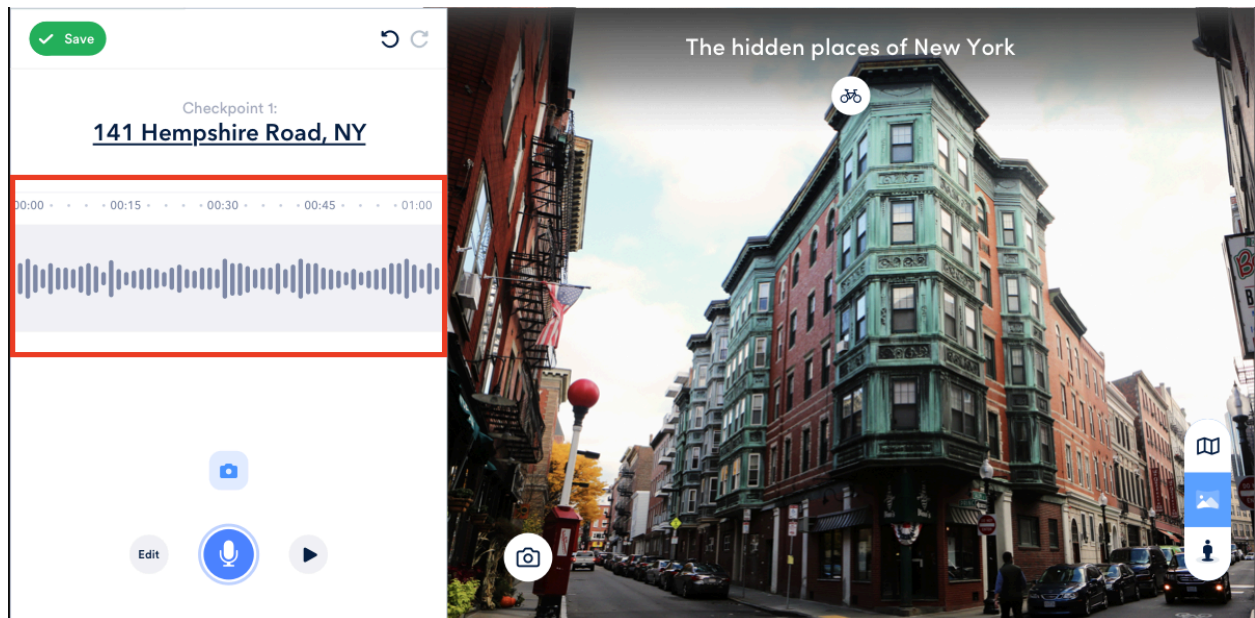 Save
Checkpoint 1:
141 Hempshire Road, NY
00:00 00:15 00:30 00:45 01:00
Edit
The hidden places of New York